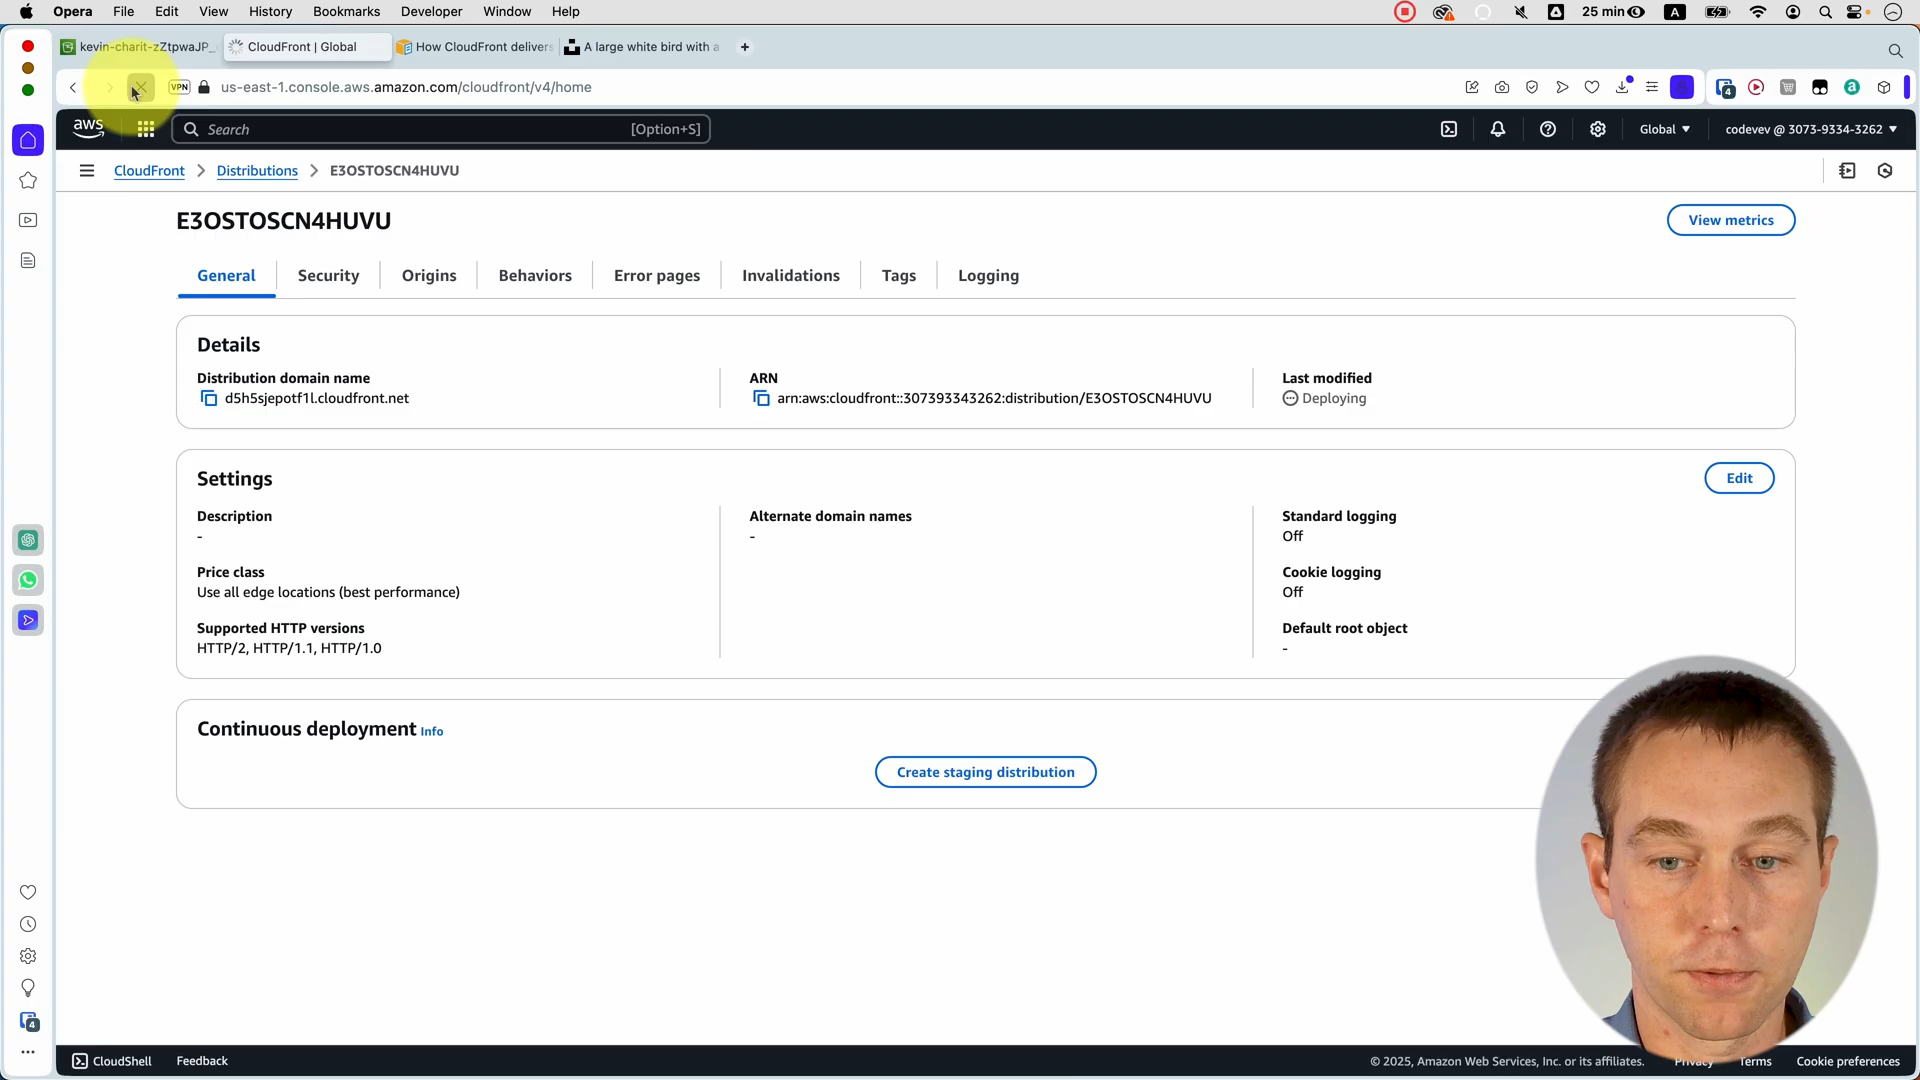 Opera File Edit View History Bookmarks Developer Window Help 25 min A
kevin-charit-zZtpwaJP_ CloudFront | Global How CloudFront delivers A large white bird with a +
VPN us-east-1.console.aws.amazon.com/cloudfront/v4/home 4 a
aws Search [Option+S] Global codevev @ 3073-9334-3262
CloudFront Distributions E3OSTOSCN4HUVU
E3OSTOSCN4HUVU View metrics
General Security Origins Behaviors Error pages Invalidations Tags Logging
Details
Distribution domain name ARN Last modified
d5h5sjepotf1l.cloudfront.net arn:aws:cloudfront::307393343262:distribution/E3OSTOSCN4HUVU Deploying
Settings Edit
Description Alternate domain names Standard logging
- - Off
Price class Cookie logging
Use all edge locations (best performance) Off
Supported HTTP versions Default root object
HTTP/2, HTTP/1.1, HTTP/1.0 -
Continuous deployment Info
Create staging distribution
4
CloudShell Feedback © 2025, Amazon Web Services, Inc. or its affiliates. Privacy Terms Cookie preferences